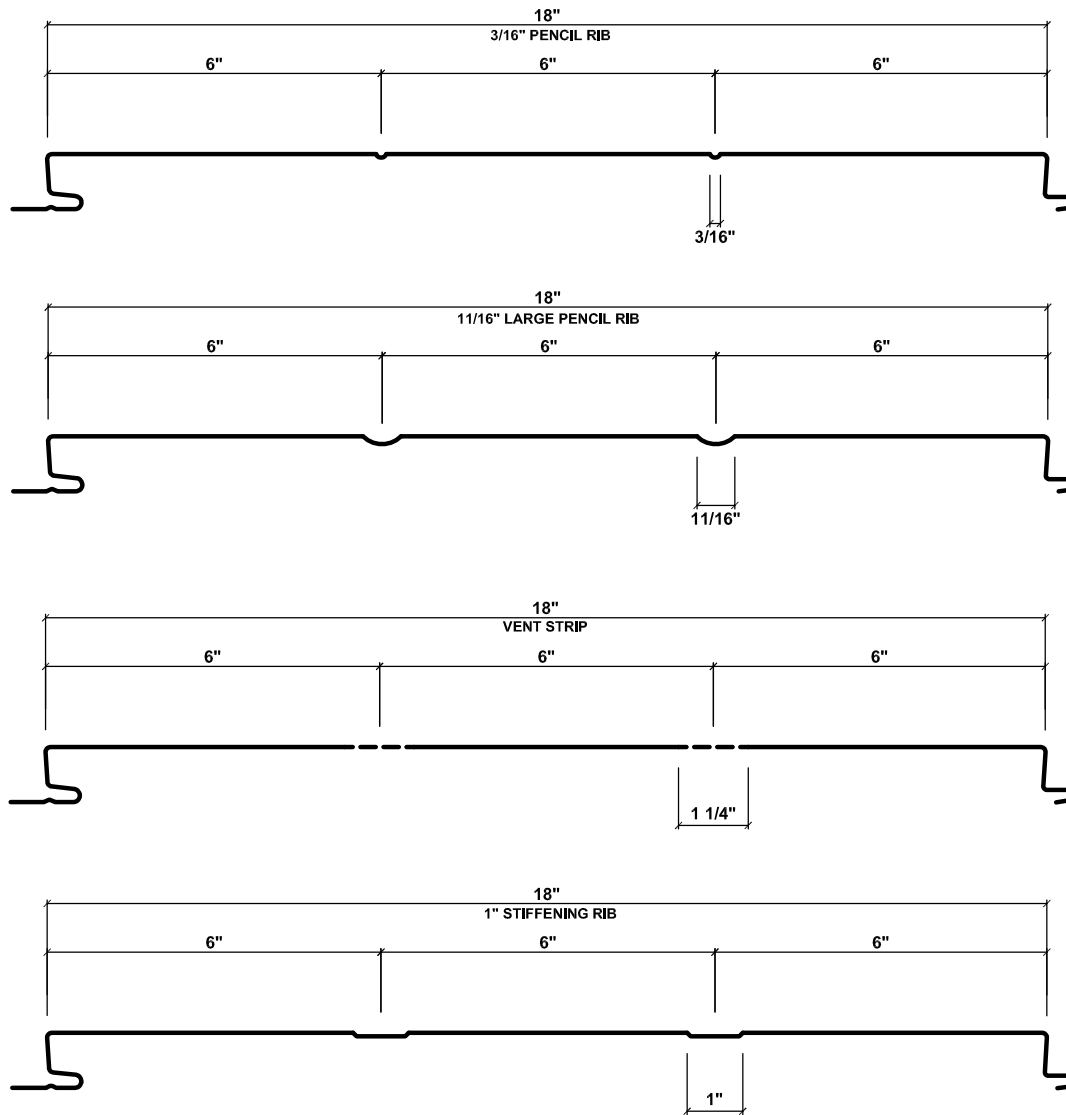 18"
3/16" PENCIL RIB
6" 6" 6"
3/16"
18"
11/16" LARGE PENCIL RIB
6" 6" 6"
11/16"
18"
VENT STRIP
6" 6" 6"
1 1/4"
18"
1" STIFFENING RIB
6" 6" 6"
1"